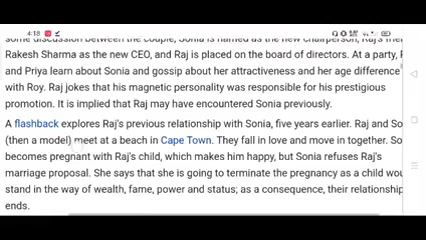 4:18
some discussion between the couple, Sonia is named as the new chairperson, Raj's
Rakesh Sharma as the new CEO, and Raj is placed on the board of directors. At a party,
and Priya learn about Sonia and gossip about her attractiveness and her age difference
with Roy. Raj jokes that his magnetic personality was responsible for his prestigious
promotion. It is implied that Raj may have encountered Sonia previously.
A flashback explores Raj's previous relationship with Sonia, five years earlier. Raj and So
(then a model) meet at a beach in Cape Town. They fall in love and move in together. So
becomes pregnant with Raj's child, which makes him happy, but Sonia refuses Raj's
marriage proposal. She says that she is going to terminate the pregnancy as a child wou
stand in the way of wealth, fame, power and status; as a consequence, their relationship
ends.